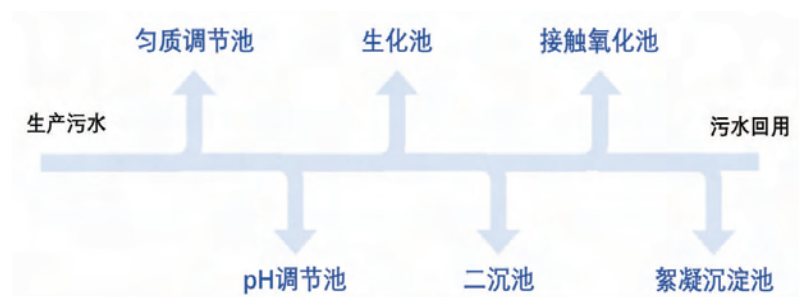 匀质调节池
生化池
接触氧化池
生产污水
污水回用
pH调节池
二沉池
絮凝沉淀池